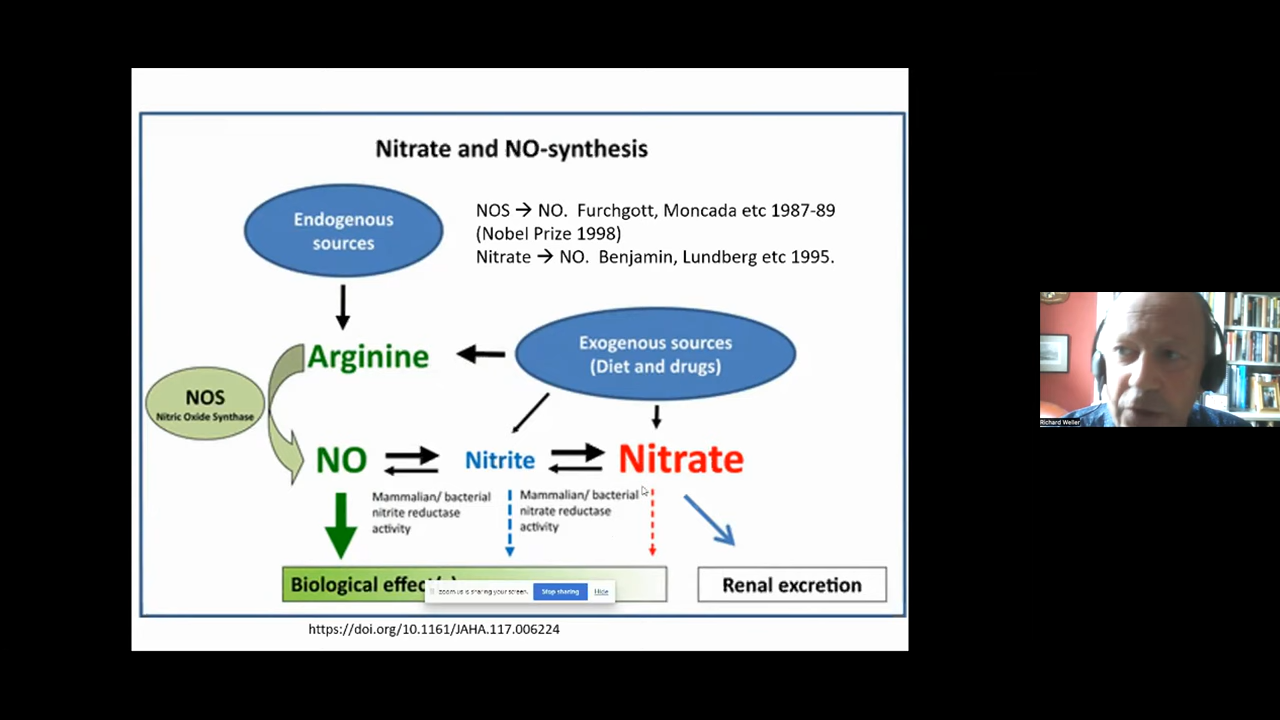 Nitrate and NO-synthesis
Endogenous
sources
NOS → NO. Furchgott, Moncada etc 1987-89
(Nobel Prize 1998)
Nitrate → NO. Benjamin, Lundberg etc 1995.
Exogenous sources
(Diet and drugs)
Arginine
NOS
Nitric Oxide Synthase
NO
Nitrite
Nitrate
Mammalian/ bacterial
nitrite reductase
activity
Mammalian/ bacterial
nitrate reductase
activity
Biological
zoom.us is sharing your screen.
Stop sharing
Hide
Renal excretion
https://doi.org/10.1161/JAHA.117.006224
Richard Weller